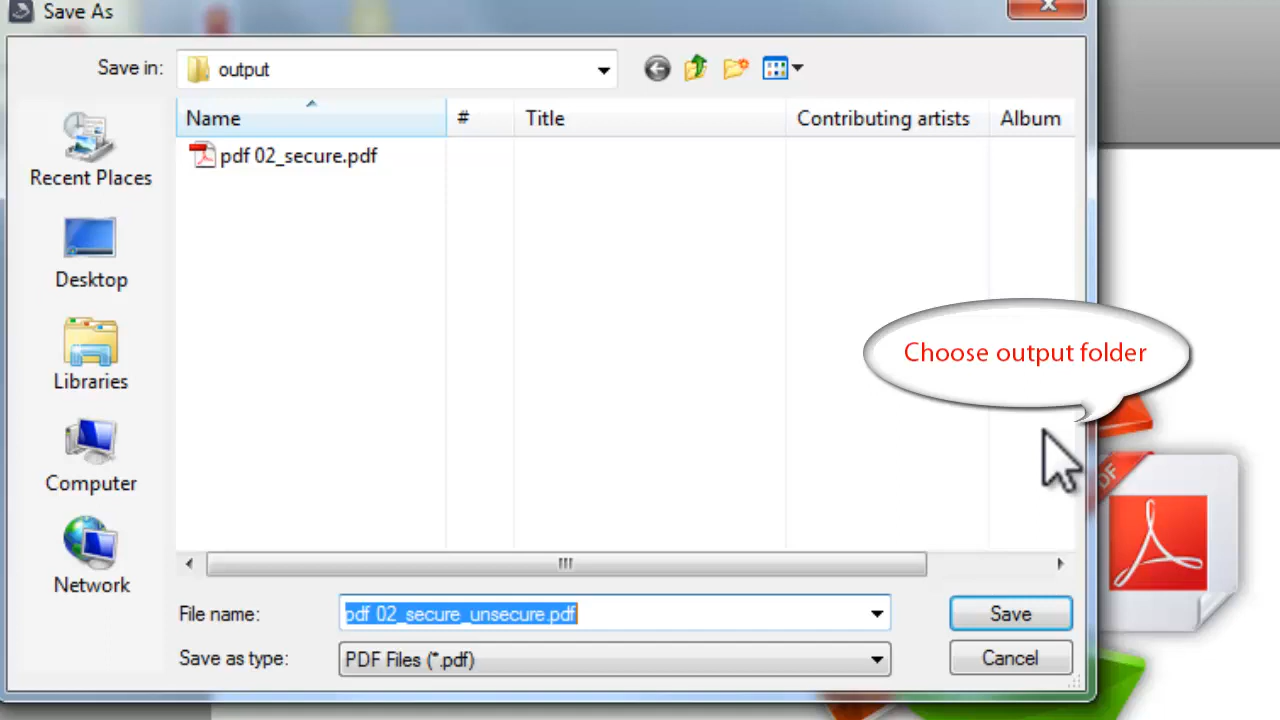 Save As
Save in:
output
Name
#
Title
Contributing artists
Album
pdf 02_secure.pdf
Recent Places
Desktop
Libraries
Computer
Network
Choose output folder
PDF
File name:
pdf 02_secure_unsecure.pdf
Save
Save as type:
PDF Files (*.pdf)
Cancel